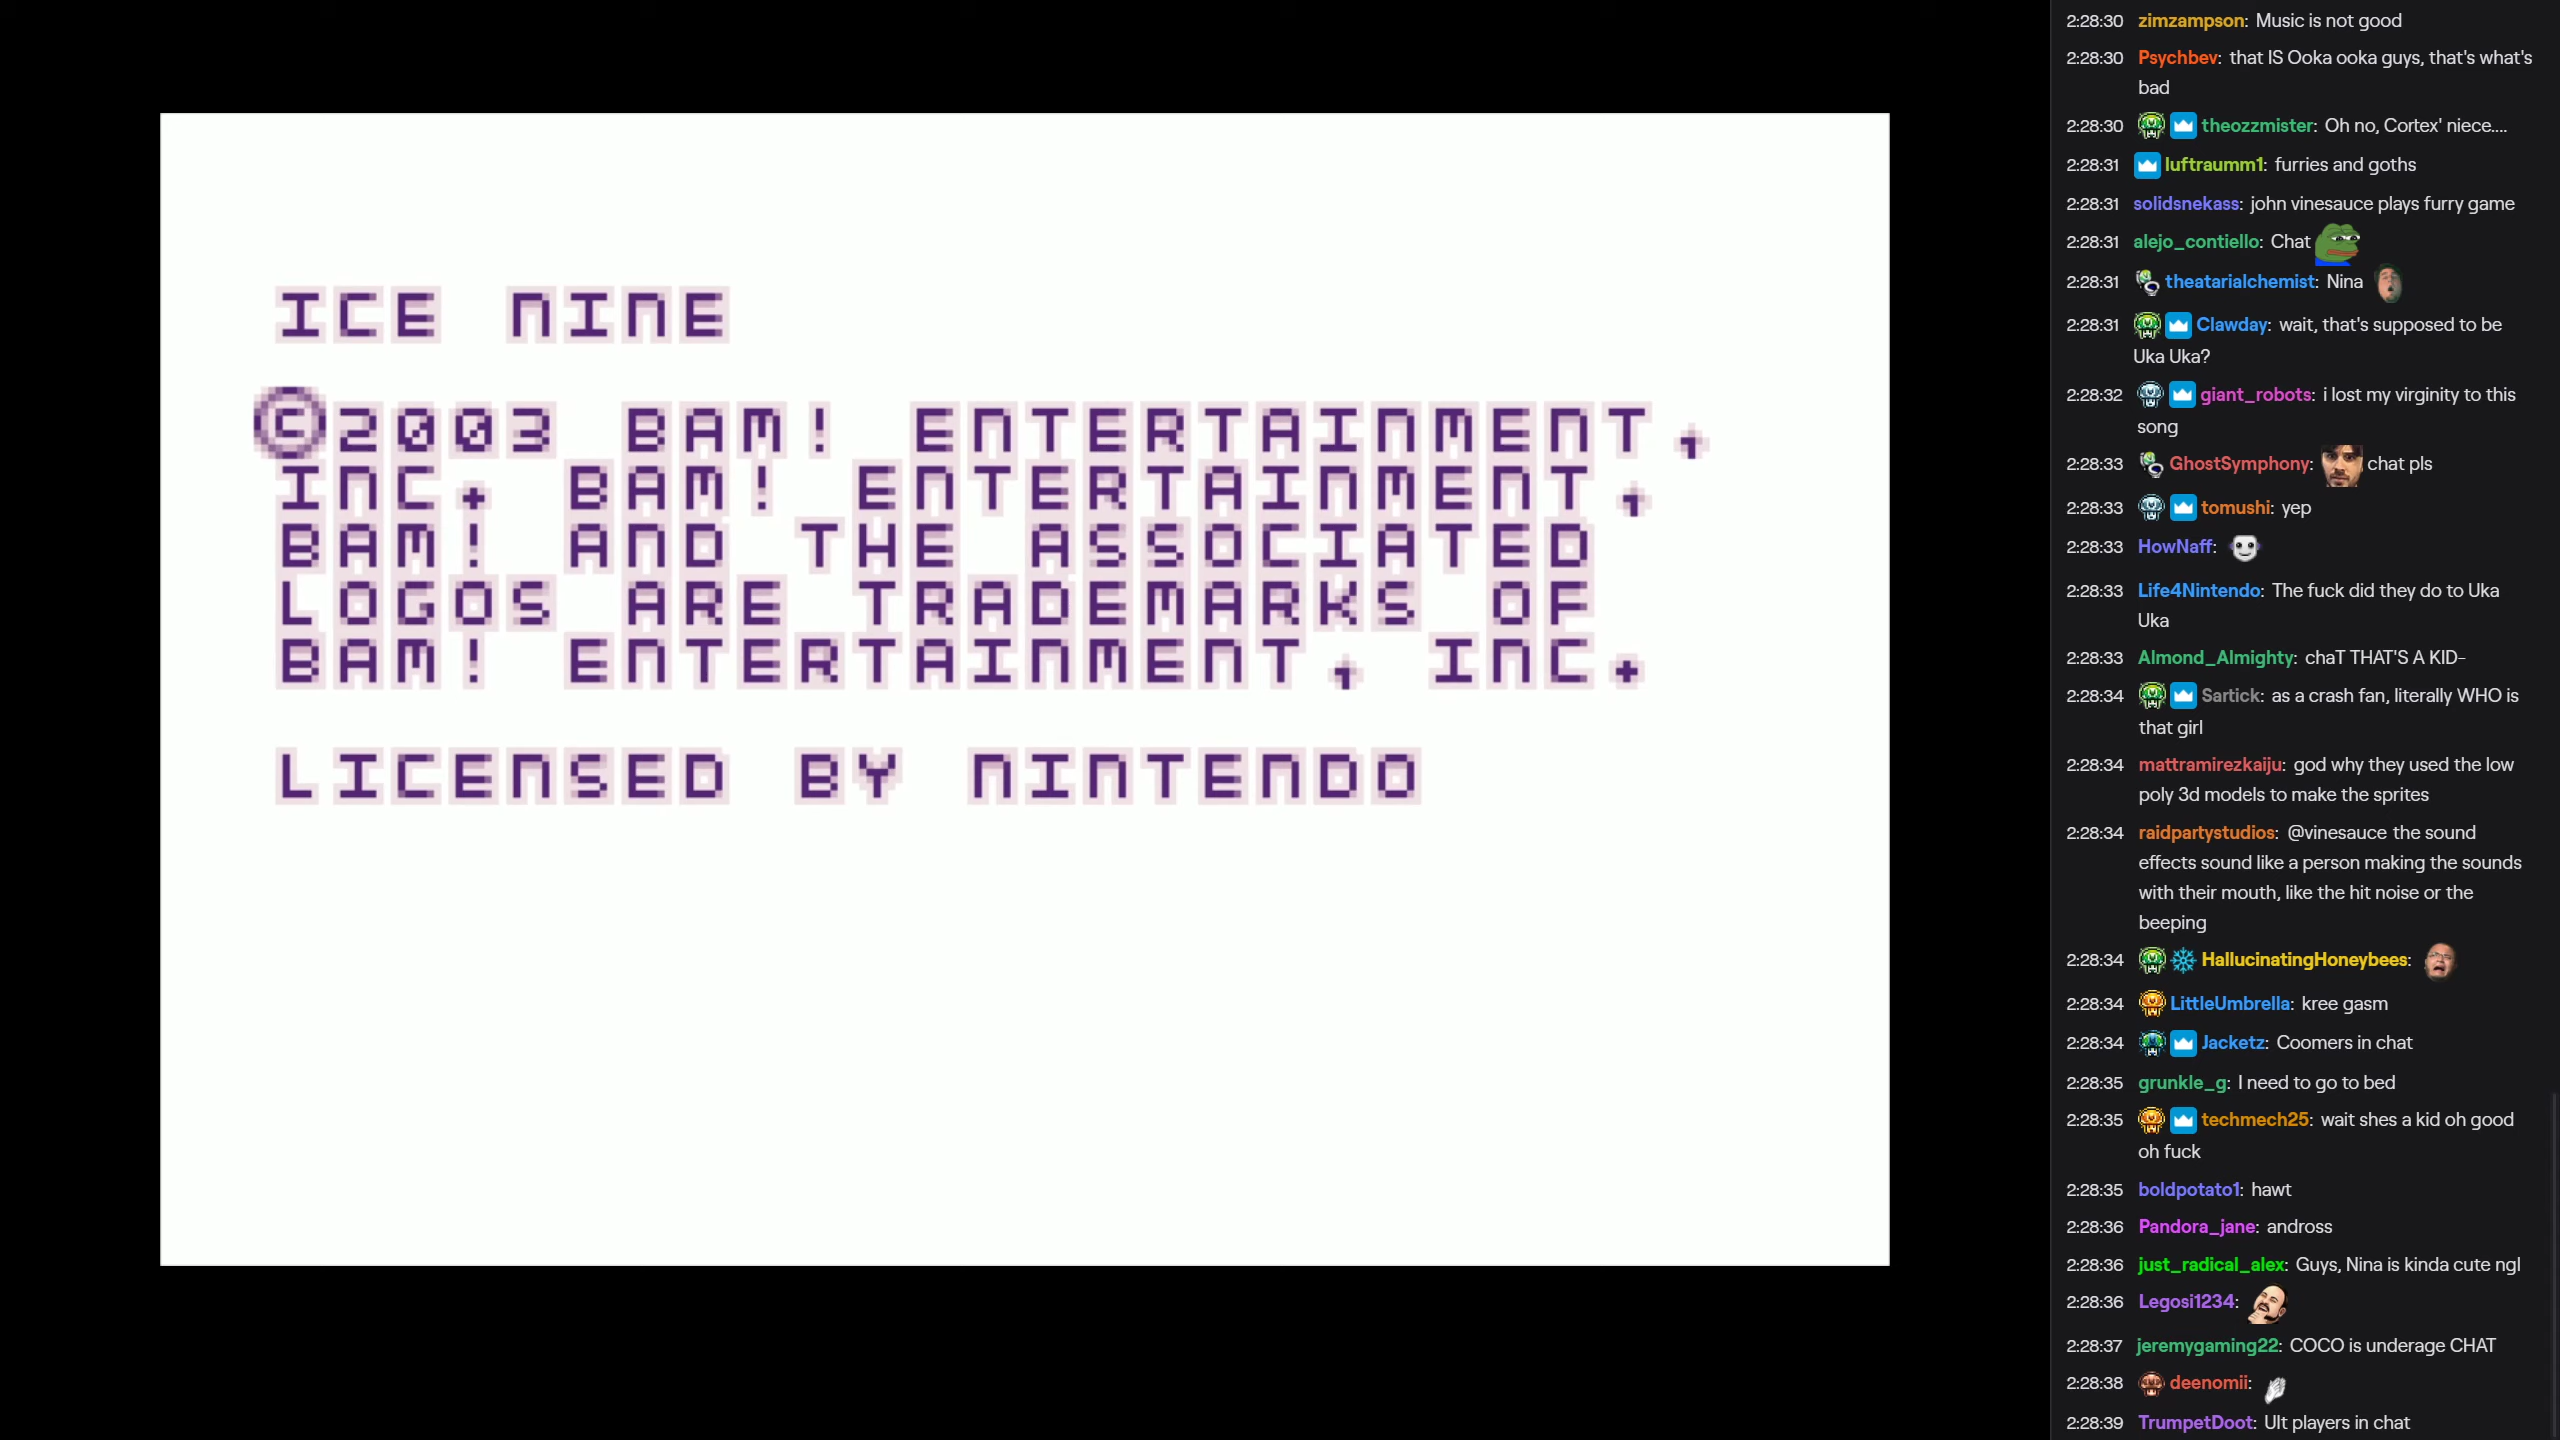 ICE NINE
©2003 BAM! ENTERTAINMENT,
INC. BAM! ENTERTAINMENT,
BAM! AND THE ASSOCIATED
LOGOS ARE TRADEMARKS OF
BAM! ENTERTAINMENT, INC.
LICENSED BY NINTENDO
2:28:30 zimzampson: Music is not good
2:28:30 Psychbev: that IS Ooka ooka guys, that's what's
bad
2:28:30 theozzmister: Oh no, Cortex' niece....
2:28:31 luftraumm1: furries and goths
2:28:31 solidsnekass: john vinesauce plays furry game
2:28:31 alejo_contiello: Chat
2:28:31 theatarialchemist: Nina
2:28:31 Clawday: wait, that's supposed to be
Uka Uka?
2:28:32 giant_robots: i lost my virginity to this
song
2:28:33 GhostSymphony: chat pls
2:28:33 tomushi: yep
2:28:33 HowNaff:
2:28:33 Life4Nintendo: The fuck did they do to Uka
Uka
2:28:33 Almond_Almighty: chaT THAT'S A KID-
2:28:34 Sartick: as a crash fan, literally WHO is
that girl
2:28:34 mattramirezkaiju: god why they used the low
poly 3d models to make the sprites
2:28:34 raidpartystudios: @vinesauce the sound
effects sound like a person making the sounds
with their mouth, like the hit noise or the
beeping
2:28:34 HallucinatingHoneybees:
2:28:34 LittleUmbrella: kree gasm
2:28:34 Jacketz: Coomers in chat
2:28:35 grunkle_g: I need to go to bed
2:28:35 techmech25: wait shes a kid oh good
oh fuck
2:28:35 boldpotato1: hawt
2:28:36 Pandora_jane: andross
2:28:36 just_radical_alex: Guys, Nina is kinda cute ngl
2:28:36 Legosi1234:
2:28:37 jeremygaming22: COCO is underage CHAT
2:28:38 deenomii:
2:28:39 TrumpetDoot: Ult players in chat